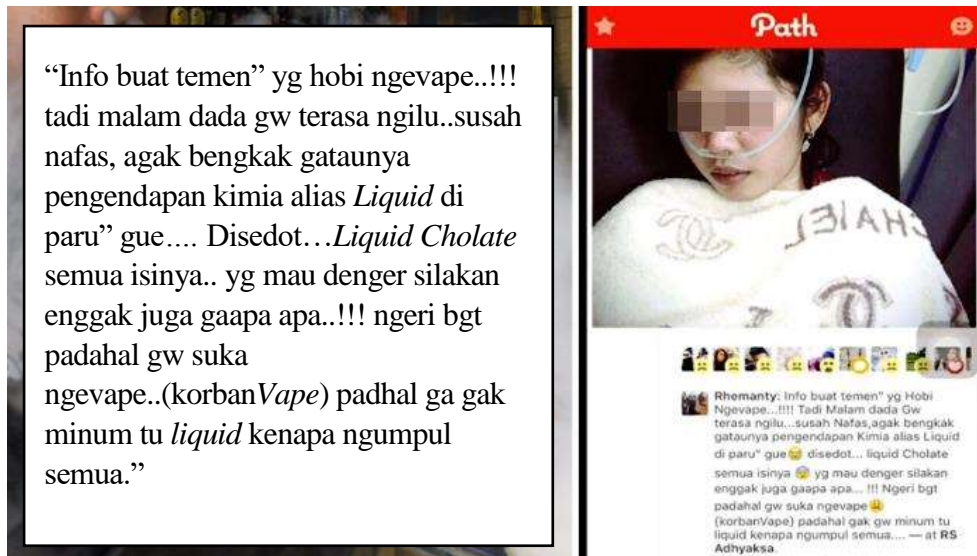 “Info buat temen” yg hobi ngevape..!!!
tadi malam dada gw terasa ngilu..susah
nafas, agak bengkak gataunya
pengendapan kimia alias Liquid di
paru” gue…. Disedot…Liquid Cholate
semua isinya.. yg mau denger silakan
enggak juga gaapa apa..!!! ngeri bgt
padahal gw suka
ngevape..(korbanVape) padhal ga gak
minum tu liquid kenapa ngumpul
semua.”
Path
CHANEL
Rhemanty: Info buat temen" yg Hobi
Ngevape...!!!! Tadi Malam dada Gw
terasa ngilu...susah Nafas,agak bengkak
gataunya pengendapan Kimia alias Liquid
di paru" gue😢 disedot... liquid Cholate
semua isinya 😢 yg mau denger silakan
enggak juga gaapa apa... !!! Ngeri bgt
padahal gw suka ngevape😩
(korbanVape) padahal gak gw minum tu
liquid kenapa ngumpul semua.... — at RS
Adhyaksa.